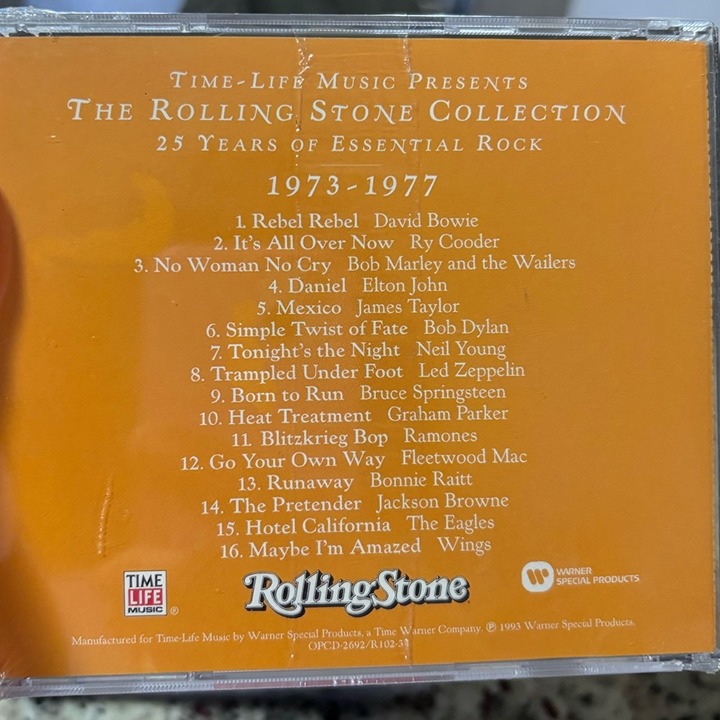 Time-Life Music Presents
The Rolling Stone Collection
25 Years of Essential Rock
1973-1977
1. Rebel Rebel David Bowie
2. It's All Over Now Ry Cooder
3. No Woman No Cry Bob Marley and the Wailers
4. Daniel Elton John
5. Mexico James Taylor
6. Simple Twist of Fate Bob Dylan
7. Tonight's the Night Neil Young
8. Trampled Under Foot Led Zeppelin
9. Born to Run Bruce Springsteen
10. Heat Treatment Graham Parker
11. Blitzkrieg Bop Ramones
12. Go Your Own Way Fleetwood Mac
13. Runaway Bonnie Raitt
14. The Pretender Jackson Browne
15. Hotel California The Eagles
16. Maybe I'm Amazed Wings
TIME LIFE MUSIC ®
RollingStone
WARNER SPECIAL PRODUCTS
Manufactured for Time-Life Music by Warner Special Products, a Time Warner Company. ℗ 1993 Warner Special Products.
OPCD-2692/R102-33